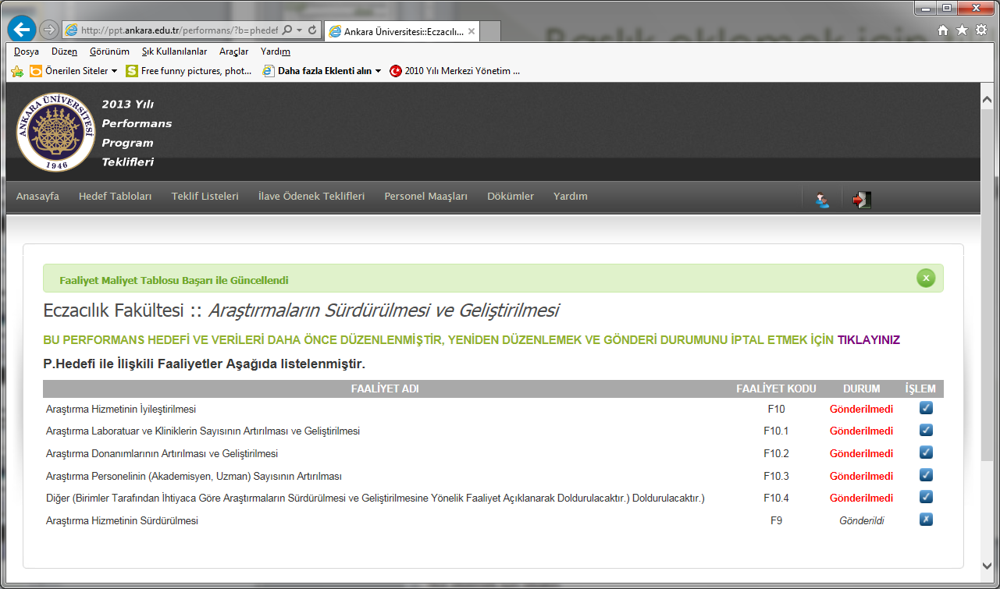 http://ppt.ankara.edu.tr/performans/?b=phedef
Ankara Üniversitesi::Eczacılı...
Dosya Düzen Görünüm Sık Kullanılanlar Araçlar Yardım
Önerilen Siteler Free funny pictures, phot... Daha fazla Eklenti alın 2010 Yılı Merkezi Yönetim ...
ANKARA ÜNİVERSİTESİ
1946
2013 Yılı
Performans
Program
Teklifleri
Anasayfa Hedef Tabloları Teklif Listeleri İlave Ödenek Teklifleri Personel Maaşları Dökümler Yardım
Faaliyet Maliyet Tablosu Başarı ile Güncellendi
Eczacılık Fakültesi :: Araştırmaların Sürdürülmesi ve Geliştirilmesi
BU PERFORMANS HEDEFİ VE VERİLERİ DAHA ÖNCE DÜZENLENMİŞTİR, YENİDEN DÜZENLEMEK VE GÖNDERİ DURUMUNU İPTAL ETMEK İÇİN TIKLAYINIZ
P.Hedefi ile İlişkili Faaliyetler Aşağıda listelenmiştir.
FAALİYET ADI FAALİYET KODU DURUM İŞLEM
Araştırma Hizmetinin İyileştirilmesi F10 Gönderilmedi
Araştırma Laboratuar ve Kliniklerin Sayısının Artırılması ve Geliştirilmesi F10.1 Gönderilmedi
Araştırma Donanımlarının Artırılması ve Geliştirilmesi F10.2 Gönderilmedi
Araştırma Personelinin (Akademisyen, Uzman) Sayısının Artırılması F10.3 Gönderilmedi
Diğer (Birimler Tarafından İhtiyaca Göre Araştırmaların Sürdürülmesi ve Geliştirilmesine Yönelik Faaliyet Açıklanarak Doldurulacaktır.) Doldurulacaktır.) F10.4 Gönderilmedi
Araştırma Hizmetinin Sürdürülmesi F9 Gönderildi